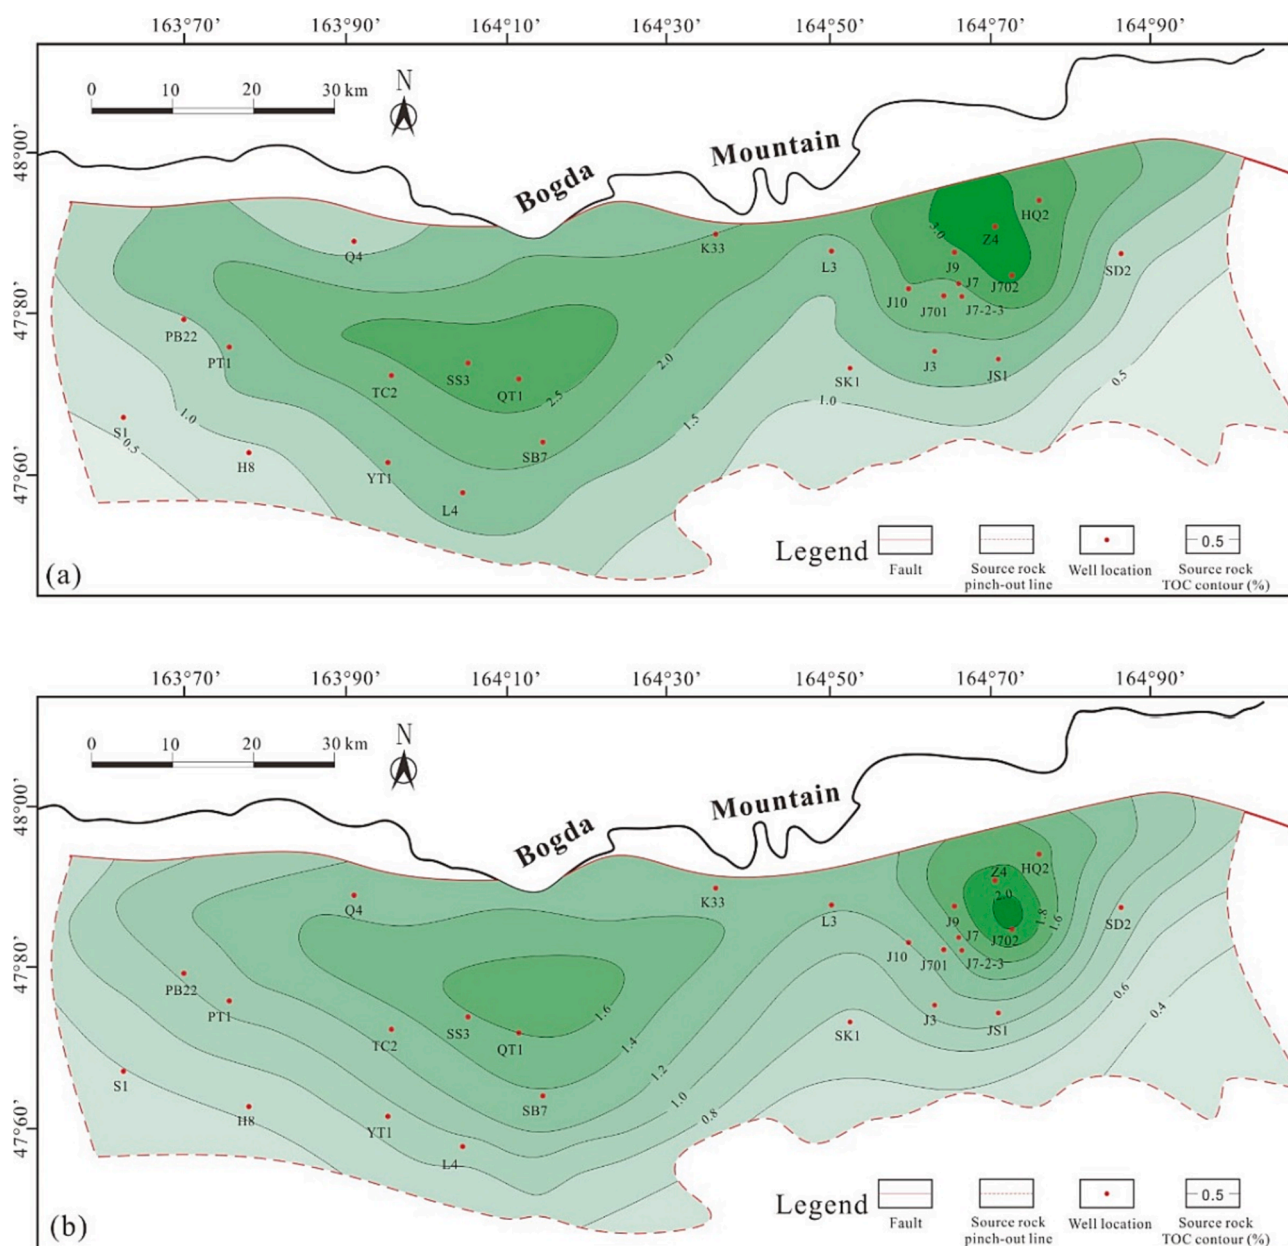 163°70’ 163°90’ 164°10’ 164°30’ 164°50’ 164°70’ 164°90’
0 10 20 30 km
N
48°00’
Bogda
Mountain
HQ2
Q4
K33
3.0
Z4
L3
J9
SD2
J7
J702
J10
J701
J7-2-3
47°80’
PB22
PT1
2.0
J3
JS1
SS3
TC2
QT1
SK1
0.5
2.5
1.0
1.0
1.5
S1
0.5
SB7
H8
YT1
47°60’
L4
(a)
Legend
0.5
Fault
Source rock
pinch-out line
Well location
Source rock
TOC contour (%)
163°70’ 163°90’ 164°10’ 164°30’ 164°50’ 164°70’ 164°90’
0 10 20 30 km
N
48°00’
Bogda
Mountain
HQ2
Z4
2.0
Q4
K33
L3
J9
1.8
1.6
SD2
J7
J702
J10
J701
J7-2-3
47°80’
PB22
PT1
0.6
0.4
1.6
SS3
J3
JS1
TC2
QT1
SK1
1.4
1.2
S1
1.0
SB7
0.8
H8
YT1
47°60’
L4
(b)
Legend
0.5
Fault
Source rock
pinch-out line
Well location
Source rock
TOC contour (%)